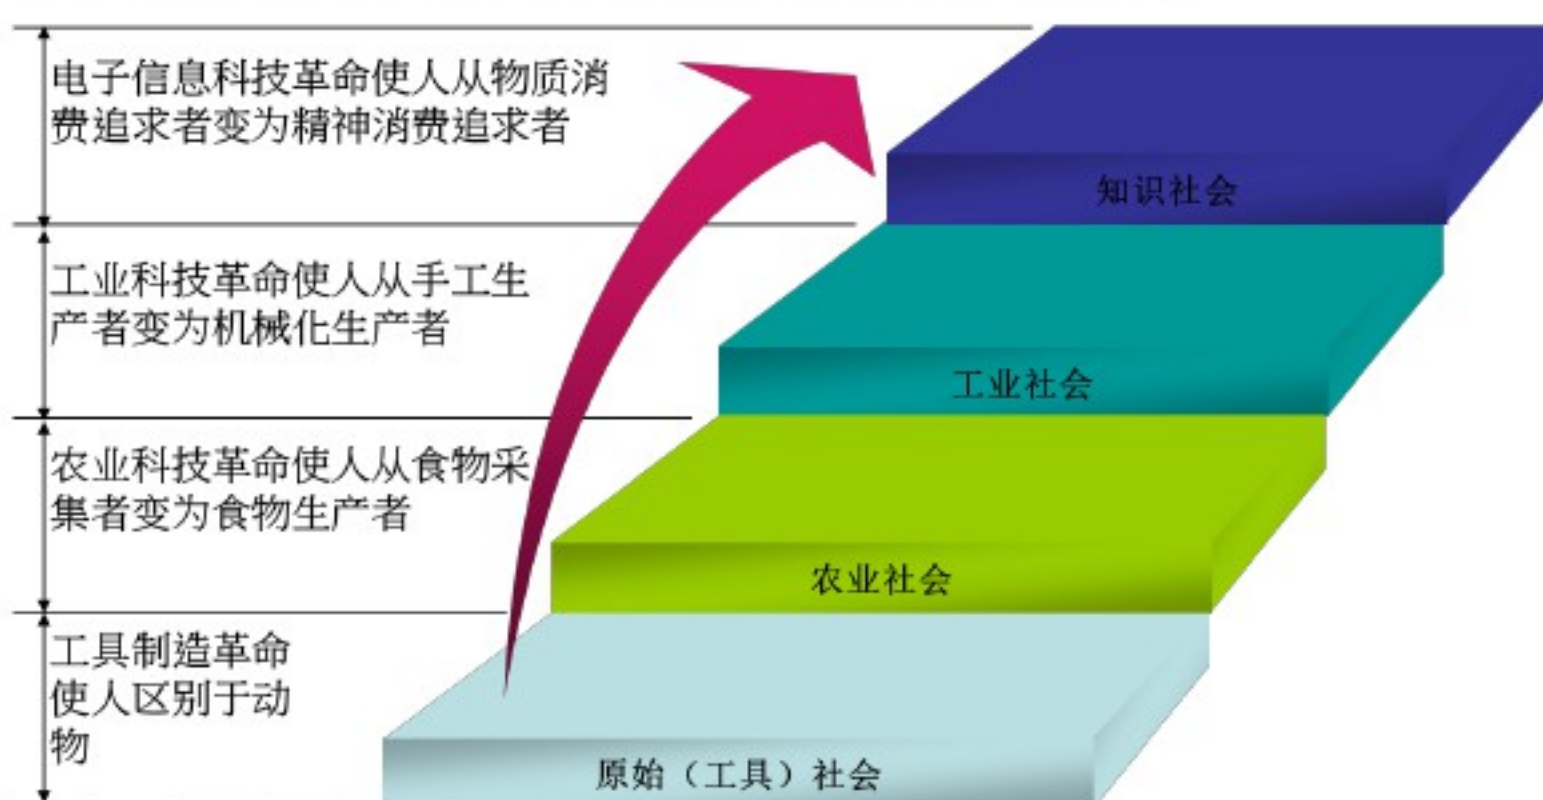 电子信息科技革命使人从物质消
费追求者变为精神消费追求者
知识社会
工业科技革命使人从手工生
产者变为机械化生产者
工业社会
农业科技革命使人从食物采
集者变为食物生产者
农业社会
工具制造革命
使人区别于动
物
原始（工具）社会